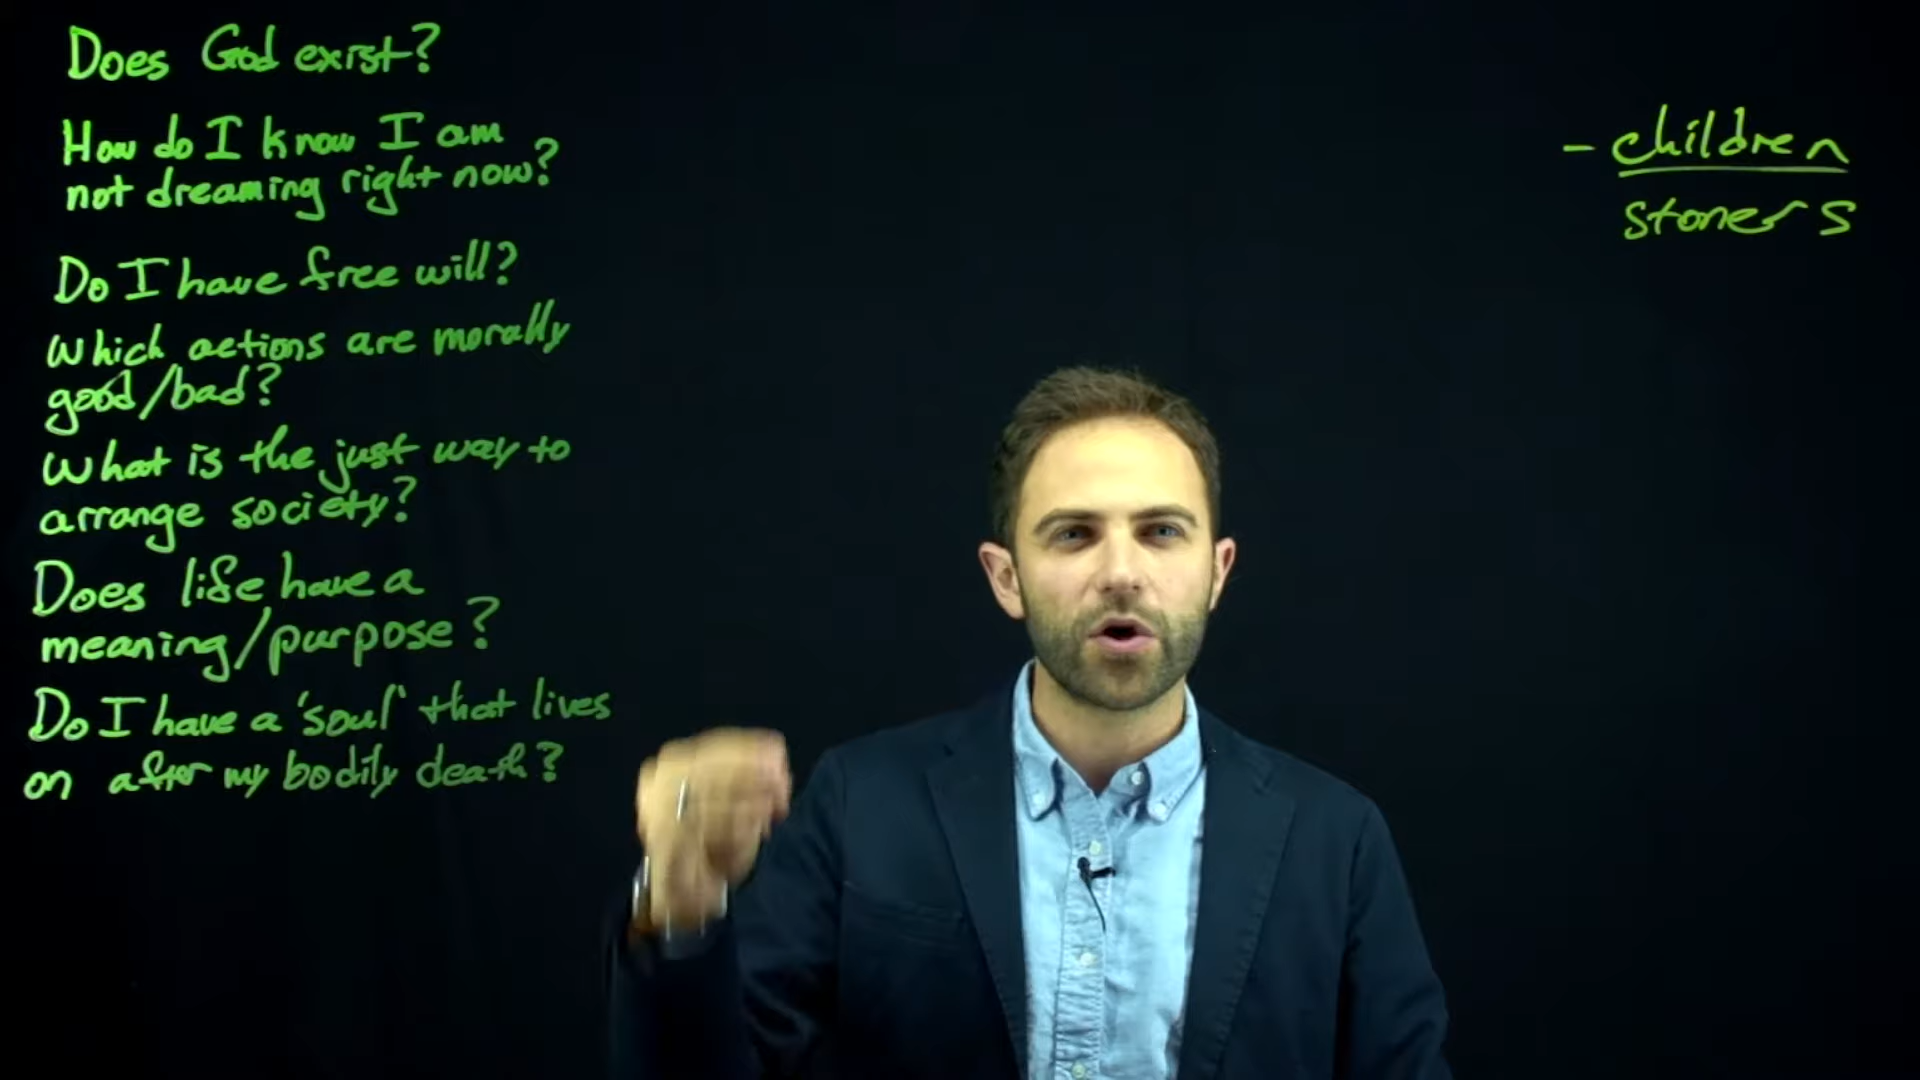 Does God exist?
How do I know I am
not dreaming right now?
Do I have free will?
Which actions are morally
good/bad?
What is the just way to
arrange society?
Does life have a
meaning/purpose?
Do I have a 'soul' that lives
on after my bodily death?
- children
stoners